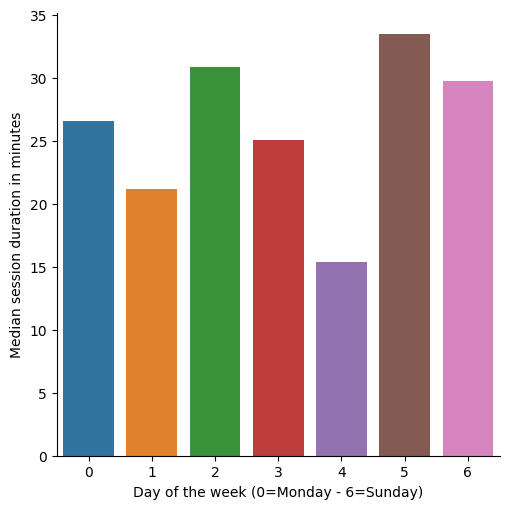 35
30
25
20
15
10
5
0
Median session duration in minutes
0 1 2 3 4 5 6
Day of the week (0=Monday - 6=Sunday)